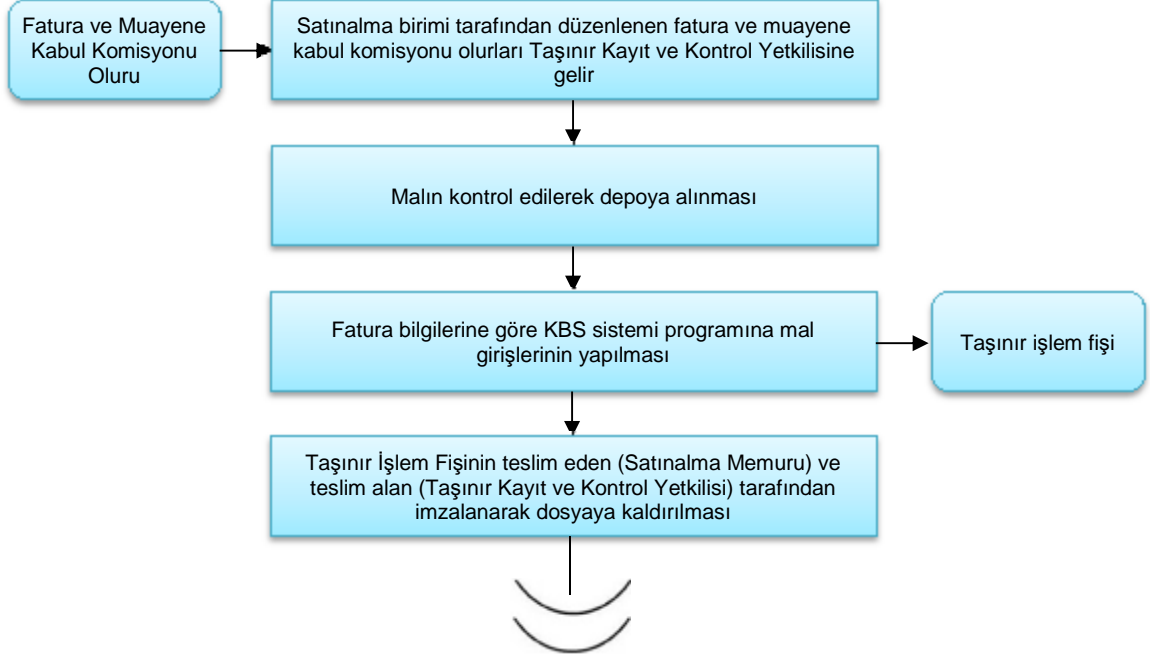 Fatura ve Muayene
Kabul Komisyonu
Oluru
Satınalma birimi tarafından düzenlenen fatura ve muayene
kabul komisyonu olurları Taşınır Kayıt ve Kontrol Yetkilisine
gelir
Malın kontrol edilerek depoya alınması
Fatura bilgilerine göre KBS sistemi programına mal
girişlerinin yapılması
Taşınır işlem fişi
Taşınır İşlem Fişinin teslim eden (Satınalma Memuru) ve
teslim alan (Taşınır Kayıt ve Kontrol Yetkilisi) tarafından
imzalanarak dosyaya kaldırılması